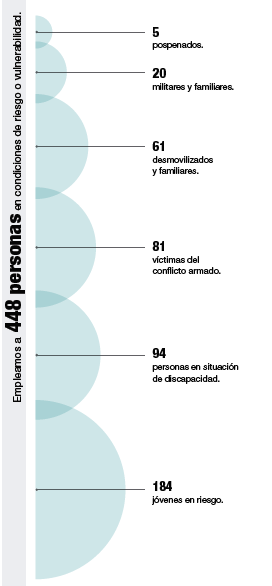 Empleamos a 448 personas en condiciones de riesgo o vulnerabilidad.
5
pospenados.
20
militares y familiares.
61
desmovilizados
y familiares.
81
víctimas del
conflicto armado.
94
personas en situación
de discapacidad.
184
jóvenes en riesgo.